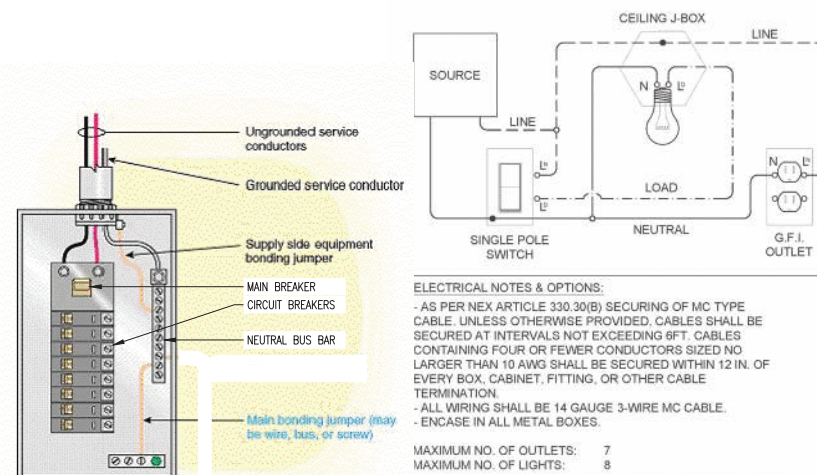 Ungrounded service
conductors
Grounded service conductor
Supply side equipment
bonding jumper
MAIN BREAKER
CIRCUIT BREAKERS
NEUTRAL BUS BAR
Main bonding jumper (may
be wire, bus, or screw)
CEILING J-BOX
LINE
SOURCE
N
Lᴰ
LINE
Lᴰ
N
Lᴰ
LOAD
Lᴰ
NEUTRAL
SINGLE POLE
SWITCH
G.F.I.
OUTLET
ELECTRICAL NOTES & OPTIONS:
- AS PER NEX ARTICLE 330.30(B) SECURING OF MC TYPE
CABLE. UNLESS OTHERWISE PROVIDED, CABLES SHALL BE
SECURED AT INTERVALS NOT EXCEEDING 6FT. CABLES
CONTAINING FOUR OR FEWER CONDUCTORS SIZED NO
LARGER THAN 10 AWG SHALL BE SECURED WITHIN 12 IN. OF
EVERY BOX, CABINET, FITTING, OR OTHER CABLE
TERMINATION.
- ALL WIRING SHALL BE 14 GAUGE 3-WIRE MC CABLE.
- ENCASE IN ALL METAL BOXES.
MAXIMUM NO. OF OUTLETS: 7
MAXIMUM NO. OF LIGHTS: 8